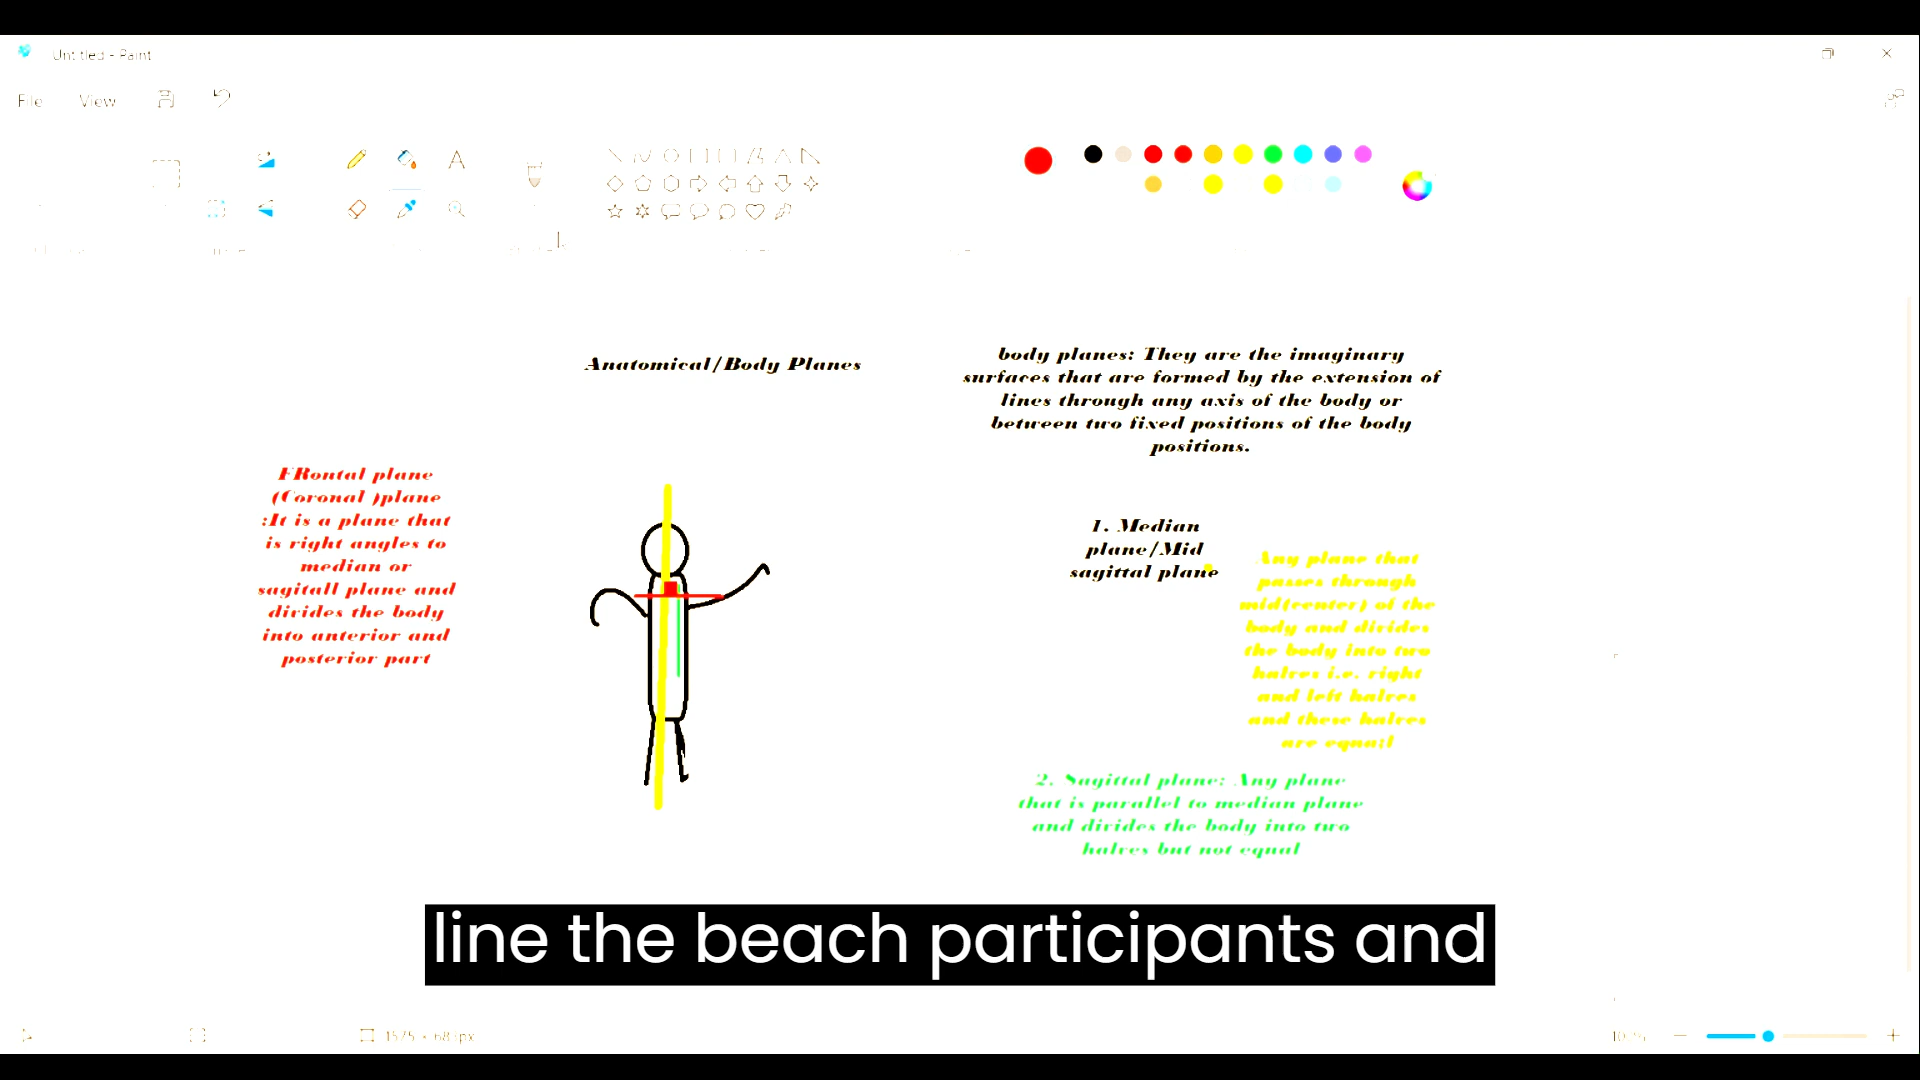 Untitled - Paint
File View
Anatomical/Body Planes
body planes: They are the imaginary
surfaces that are formed by the extension of
lines through any axis of the body or
between two fixed positions of the body
positions.
FRontal plane
(Coronal )plane
:It is a plane that
is right angles to
median or
sagitall plane and
divides the body
into anterior and
posterior part
1. Median
plane/Mid
sagittal plane
Any plane that
passes through
mid(center) of the
body and divides
the body into two
halves i.e. right
and left halves
and these halves
are equa;l
2. Sagittal plane: Any plane
that is parallel to median plane
and divides the body into two
halves but not equal
line the beach participants and